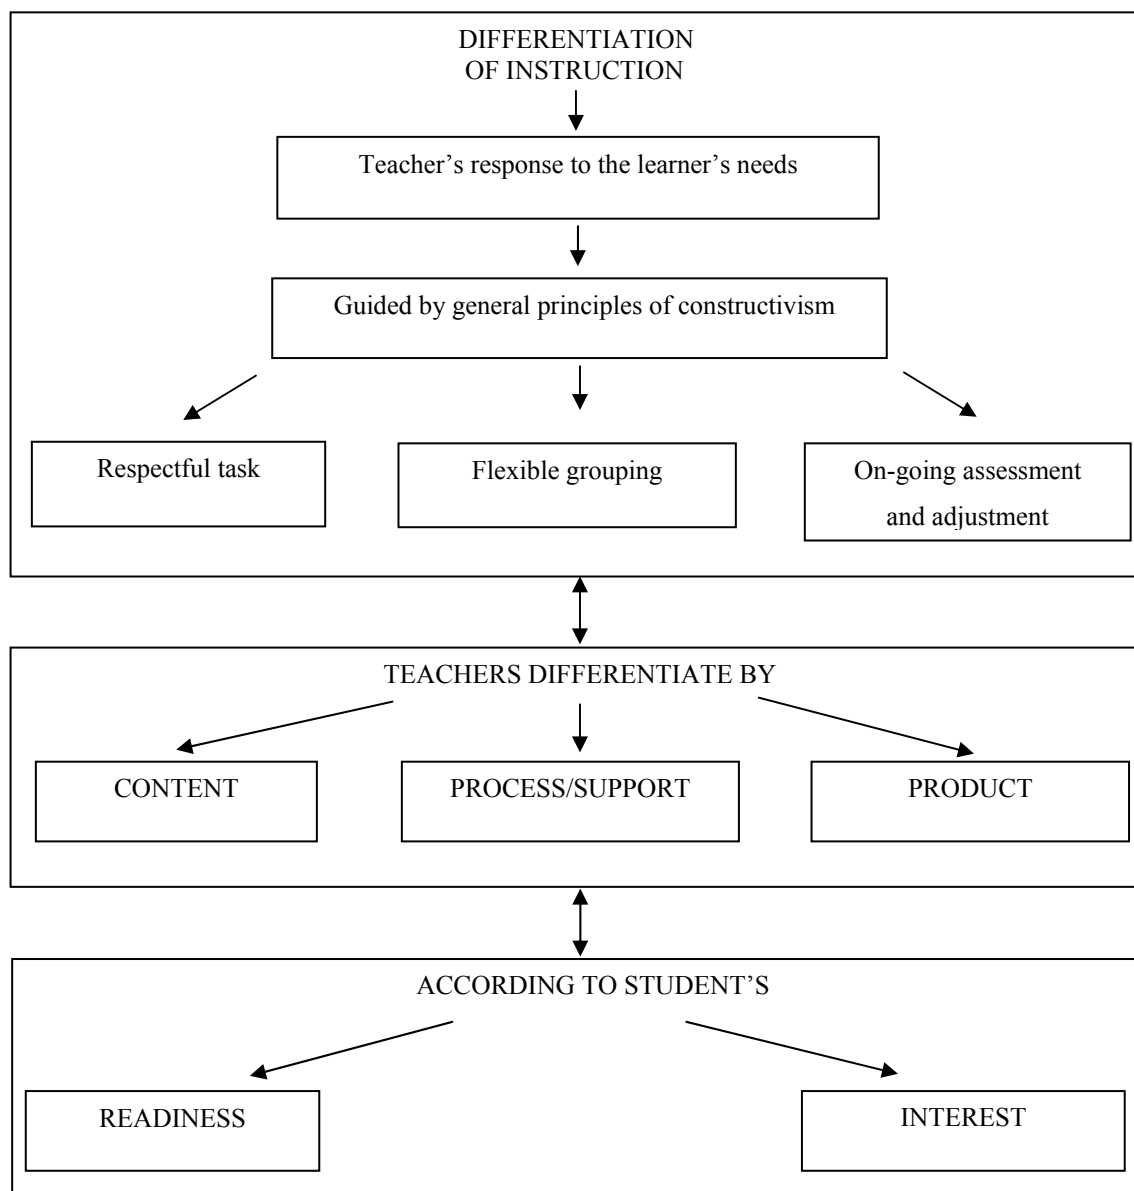 DIFFERENTIATION
OF INSTRUCTION
Teacher’s response to the learner’s needs
Guided by general principles of constructivism
Respectful task
Flexible grouping
On-going assessment
and adjustment
TEACHERS DIFFERENTIATE BY
CONTENT
PROCESS/SUPPORT
PRODUCT
ACCORDING TO STUDENT’S
READINESS
INTEREST